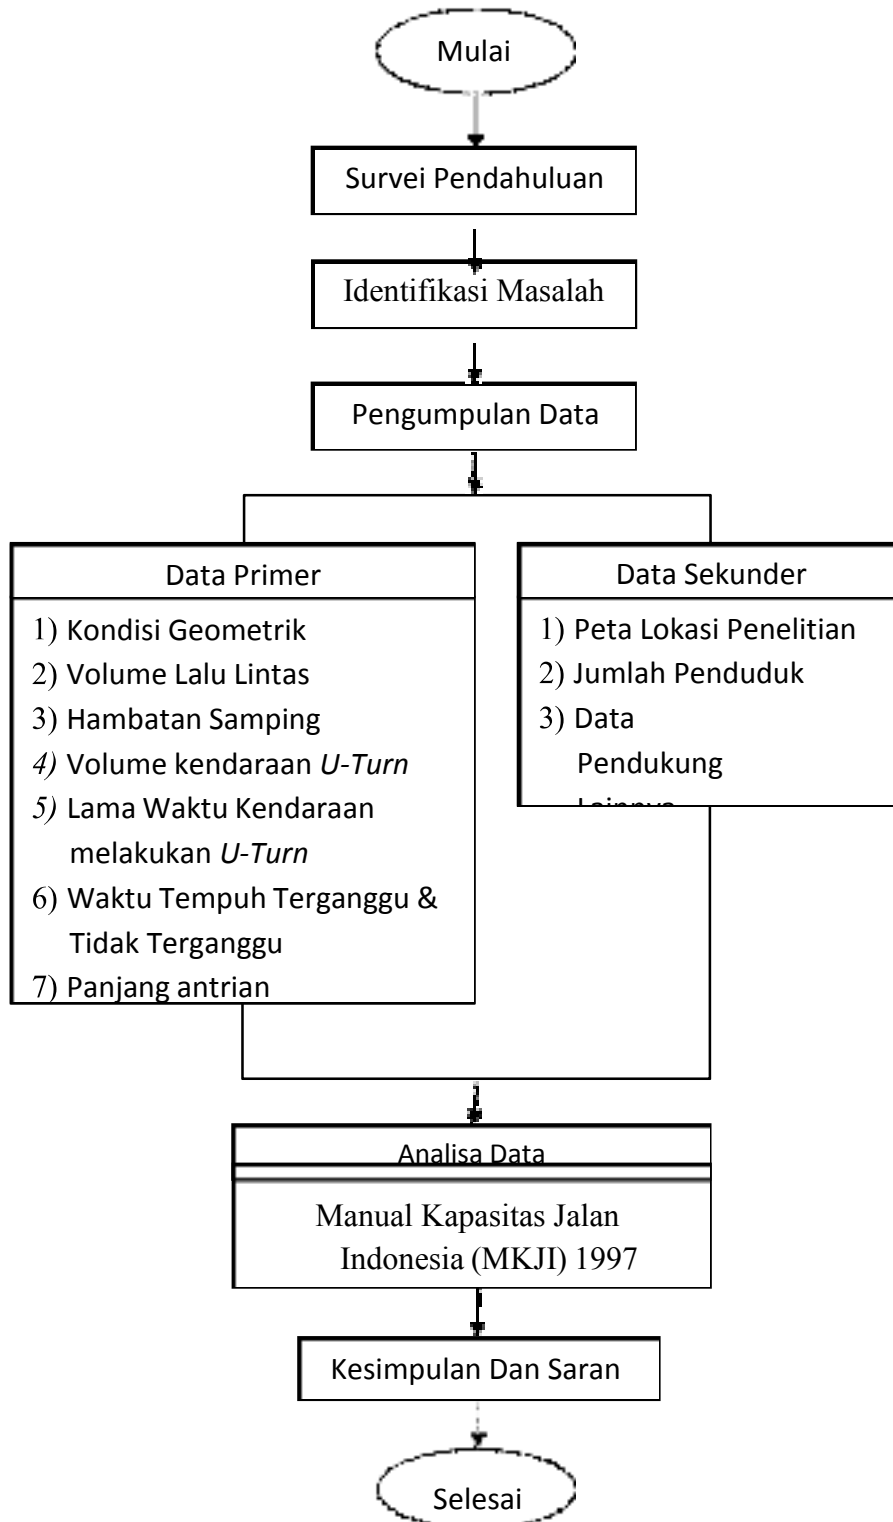 Mulai
Survei Pendahuluan
Identifikasi Masalah
Pengumpulan Data
Data Primer
1) Kondisi Geometrik
2) Volume Lalu Lintas
3) Hambatan Samping
4) Volume kendaraan U-Turn
5) Lama Waktu Kendaraan
melakukan U-Turn
6) Waktu Tempuh Terganggu &
Tidak Terganggu
7) Panjang antrian
Data Sekunder
1) Peta Lokasi Penelitian
2) Jumlah Penduduk
3) Data
Pendukung
Lainnya
Analisa Data
Manual Kapasitas Jalan
Indonesia (MKJI) 1997
Kesimpulan Dan Saran
Selesai